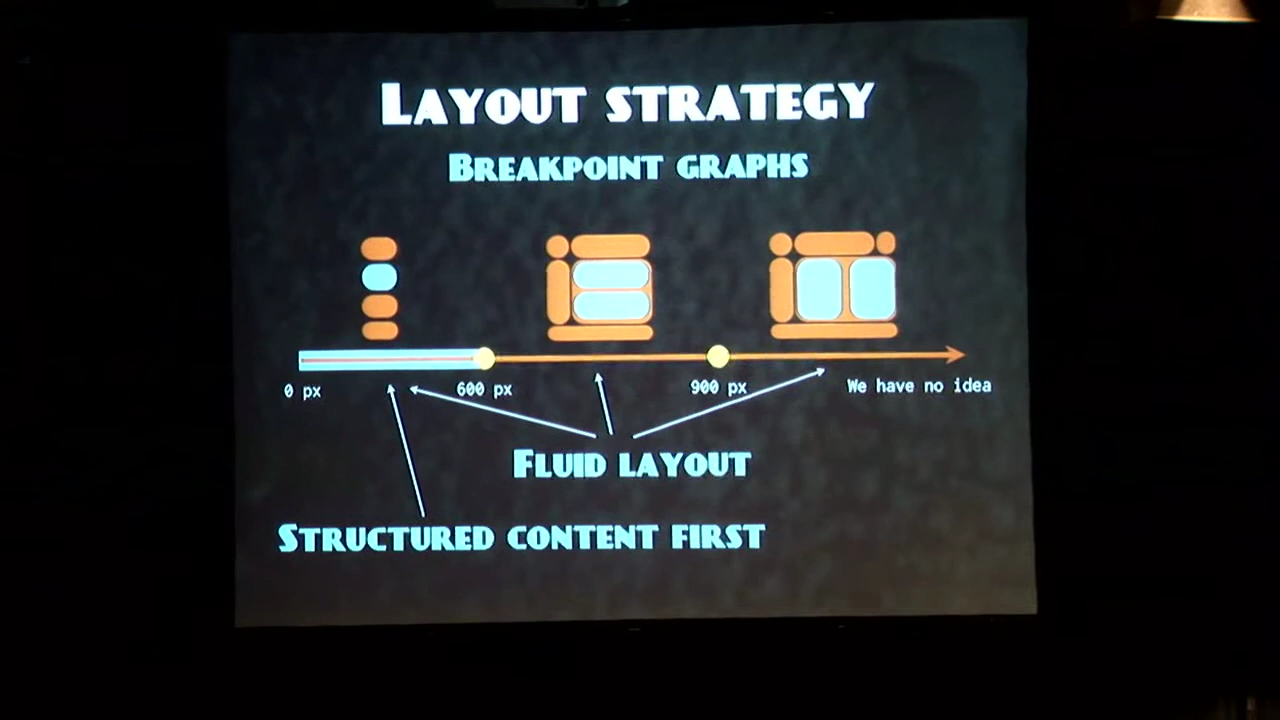 LAYOUT STRATEGY
BREAKPOINT GRAPHS
0 px 600 px 900 px We have no idea
FLUID LAYOUT
STRUCTURED CONTENT FIRST